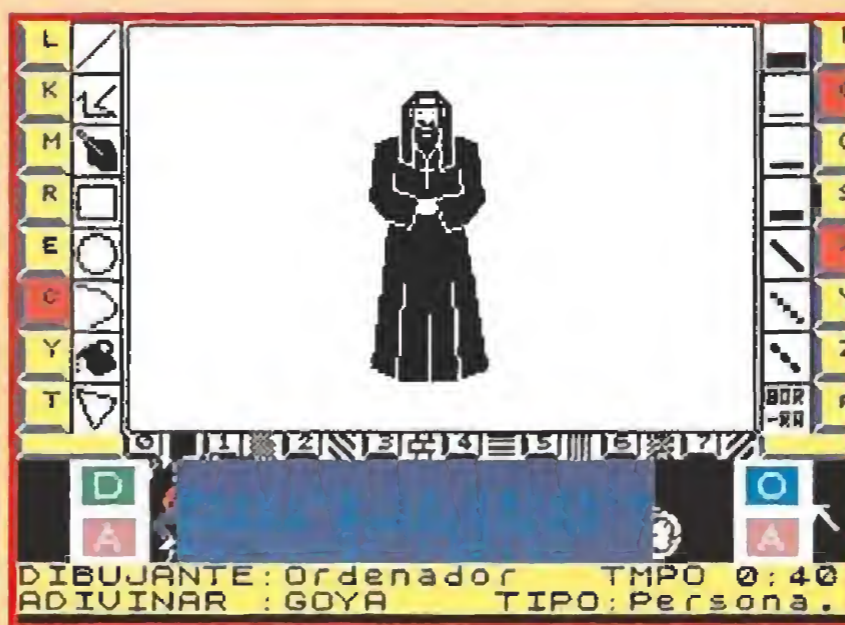 L
K
M
R
E
C
Y
T
BOR
-RA
0 1 2 3 4 5 6 7
D
A
O
A
DIBUJANTE:Ordenador TMPO 0:40
ADIVINAR :GOYA TIPO:Persona.